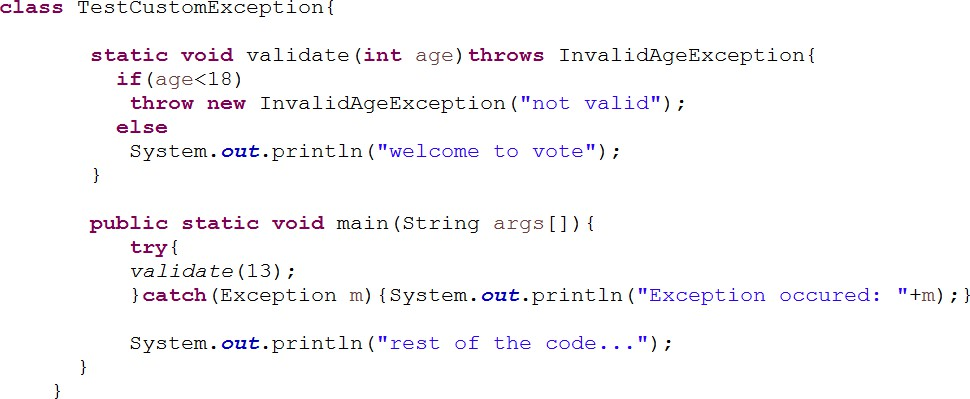 class TestCustomException{
static void validate(int age)throws InvalidAgeException{
if(age<18)
throw new InvalidAgeException("not valid");
else
System.out.println("welcome to vote");
}
public static void main(String args[]){
try{
validate(13);
}catch(Exception m){System.out.println("Exception occured: "+m);}
System.out.println("rest of the code...");
}
}